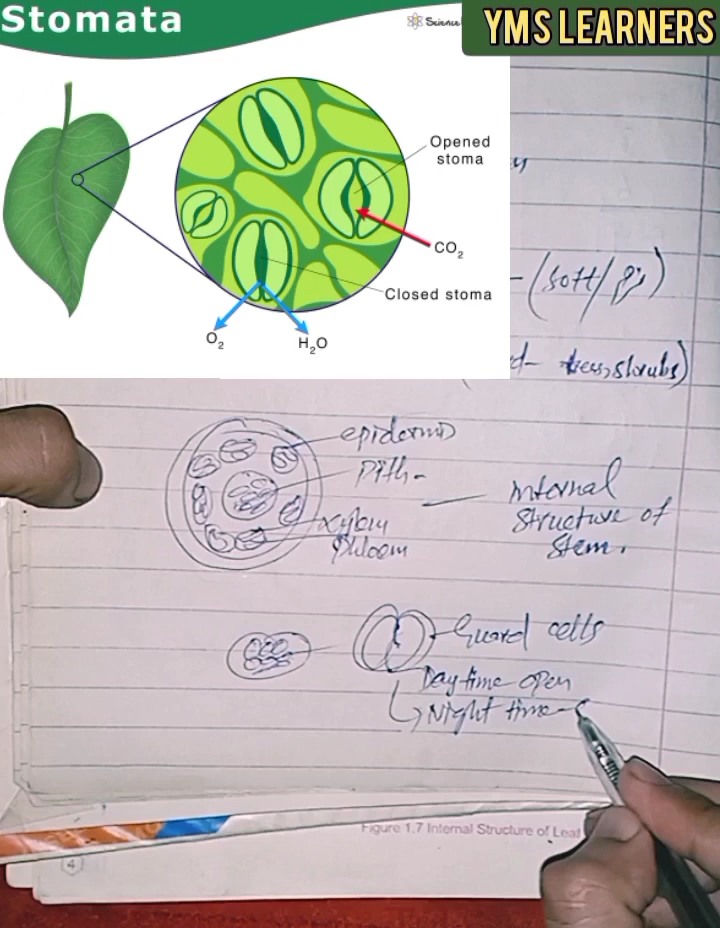 Stomata
YMS LEARNERS
Opened
stoma
CO2
Closed stoma
O2
H2O
(soft/
shrubs)
epidermis
Pith-
Xylem
Phloem
Internal
Structure of
Stem.
Guard cells
Day time open
Night time-
Figure 1.7 Internal Structure of Leaf
4